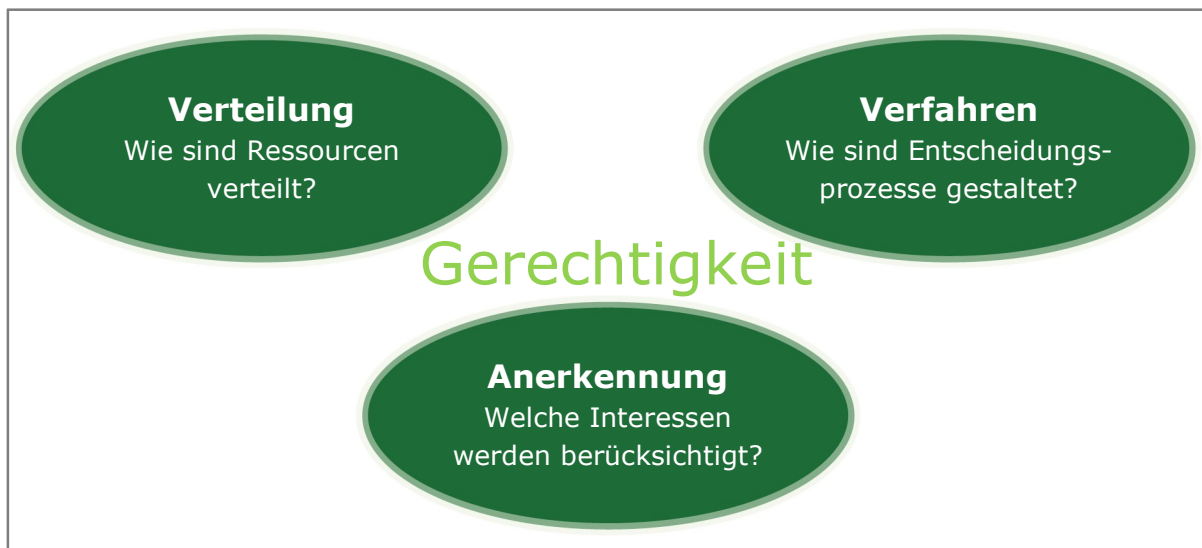 Verteilung
Wie sind Ressourcen
verteilt?
Verfahren
Wie sind Entscheidungs-
prozesse gestaltet?
Gerechtigkeit
Anerkennung
Welche Interessen
werden berücksichtigt?